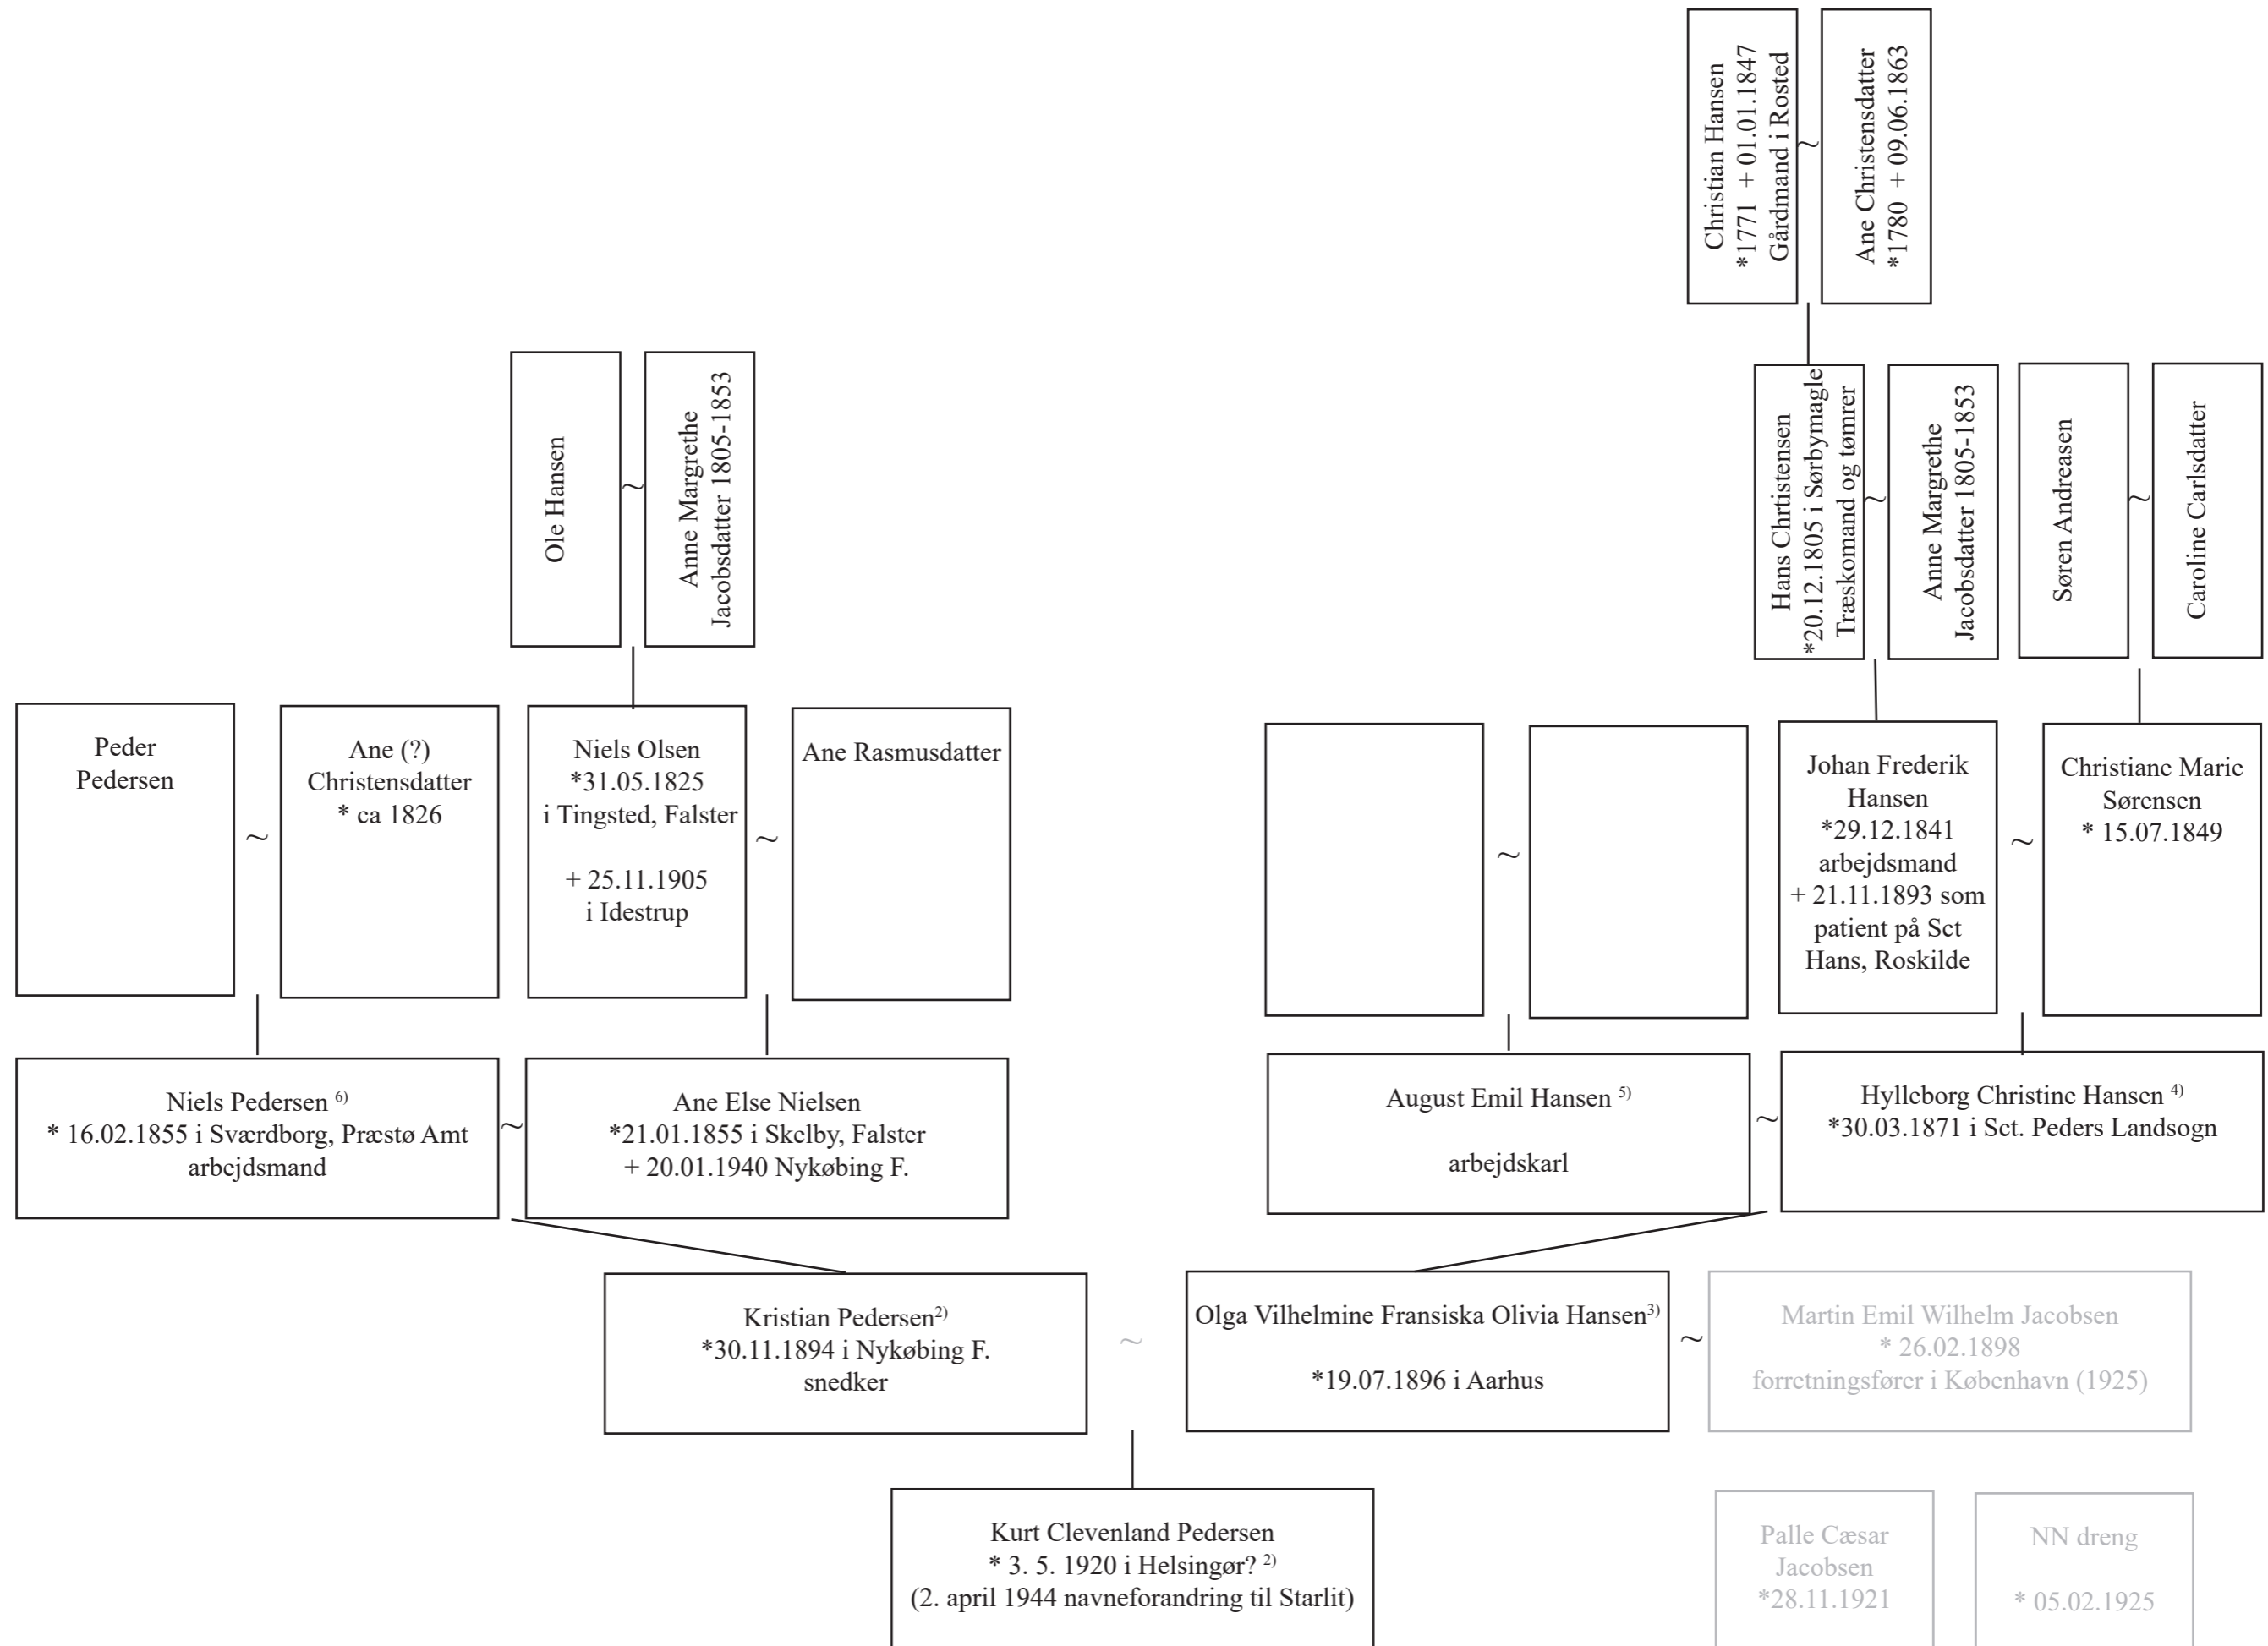 Christian Hansen
*1771 + 01.01.1847
Gårdmand i Rosted
~
Ane Christensdatter
*1780 + 09.06.1863
Ole Hansen
~
Anne Margrethe
Jacobsdatter 1805-1853
Hans Chrtistensen
*20.12.1805 i Sørbymagle
Træskomand og tømrer
~
Anne Margrethe
Jacobsdatter 1805-1853
Søren Andreasen
~
Caroline Carlsdatter
Peder
Pedersen
~
Ane (?)
Christensdatter
* ca 1826
Niels Olsen
*31.05.1825
i Tingsted, Falster
+ 25.11.1905
i Idestrup
~
Ane Rasmusdatter
~
Johan Frederik
Hansen
*29.12.1841
arbejdsmand
+ 21.11.1893 som
patient på Sct
Hans, Roskilde
~
Christiane Marie
Sørensen
* 15.07.1849
Niels Pedersen 6)
* 16.02.1855 i Sværdborg, Præstø Amt
arbejdsmand
~
Ane Else Nielsen
*21.01.1855 i Skelby, Falster
+ 20.01.1940 Nykøbing F.
August Emil Hansen 5)
arbejdskarl
~
Hylleborg Christine Hansen 4)
*30.03.1871 i Sct. Peders Landsogn
Kristian Pedersen2)
*30.11.1894 i Nykøbing F.
snedker
~
Olga Vilhelmine Fransiska Olivia Hansen3)
*19.07.1896 i Aarhus
~
Martin Emil Wilhelm Jacobsen
* 26.02.1898
forretningsfører i København (1925)
Kurt Clevenland Pedersen
* 3. 5. 1920 i Helsingør? 2)
(2. april 1944 navneforandring til Starlit)
Palle Cæsar
Jacobsen
*28.11.1921
NN dreng
* 05.02.1925